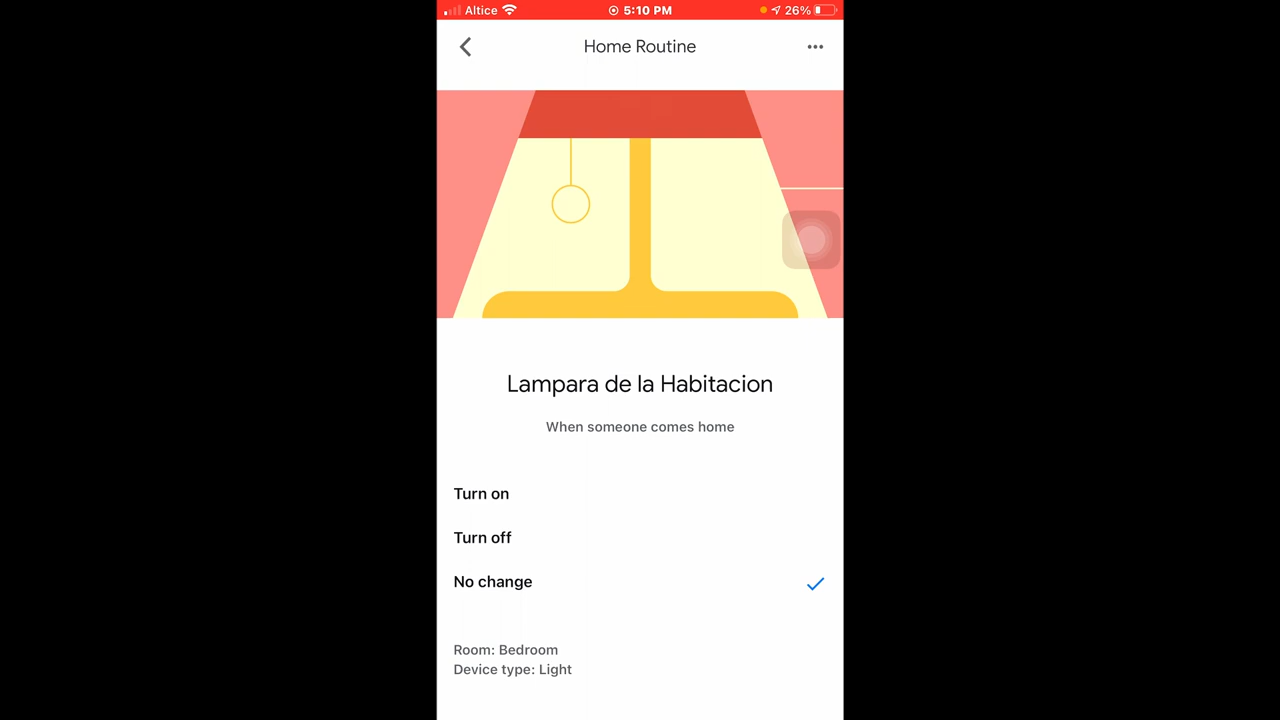 Altice 5:10 PM 26%
Home Routine
Lampara de la Habitacion
When someone comes home
Turn on
Turn off
No change
Room: Bedroom
Device type: Light